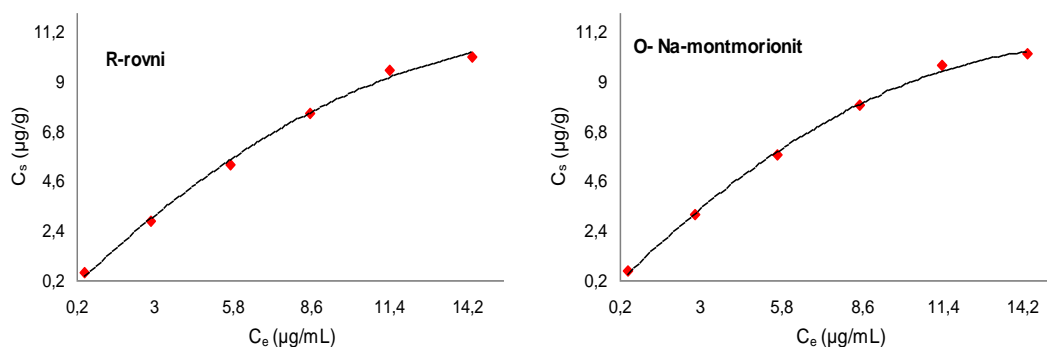 R-rovni
11,2
9
6,8
4,6
2,4
0,2
Cₛ (µg/g)
0,2 3 5,8 8,6 11,4 14,2
Cₑ (µg/mL)
O- Na-montmorionit
11,2
9
6,8
4,6
2,4
0,2
Cₛ (µg/g)
0,2 3 5,8 8,6 11,4 14,2
Cₑ (µg/mL)